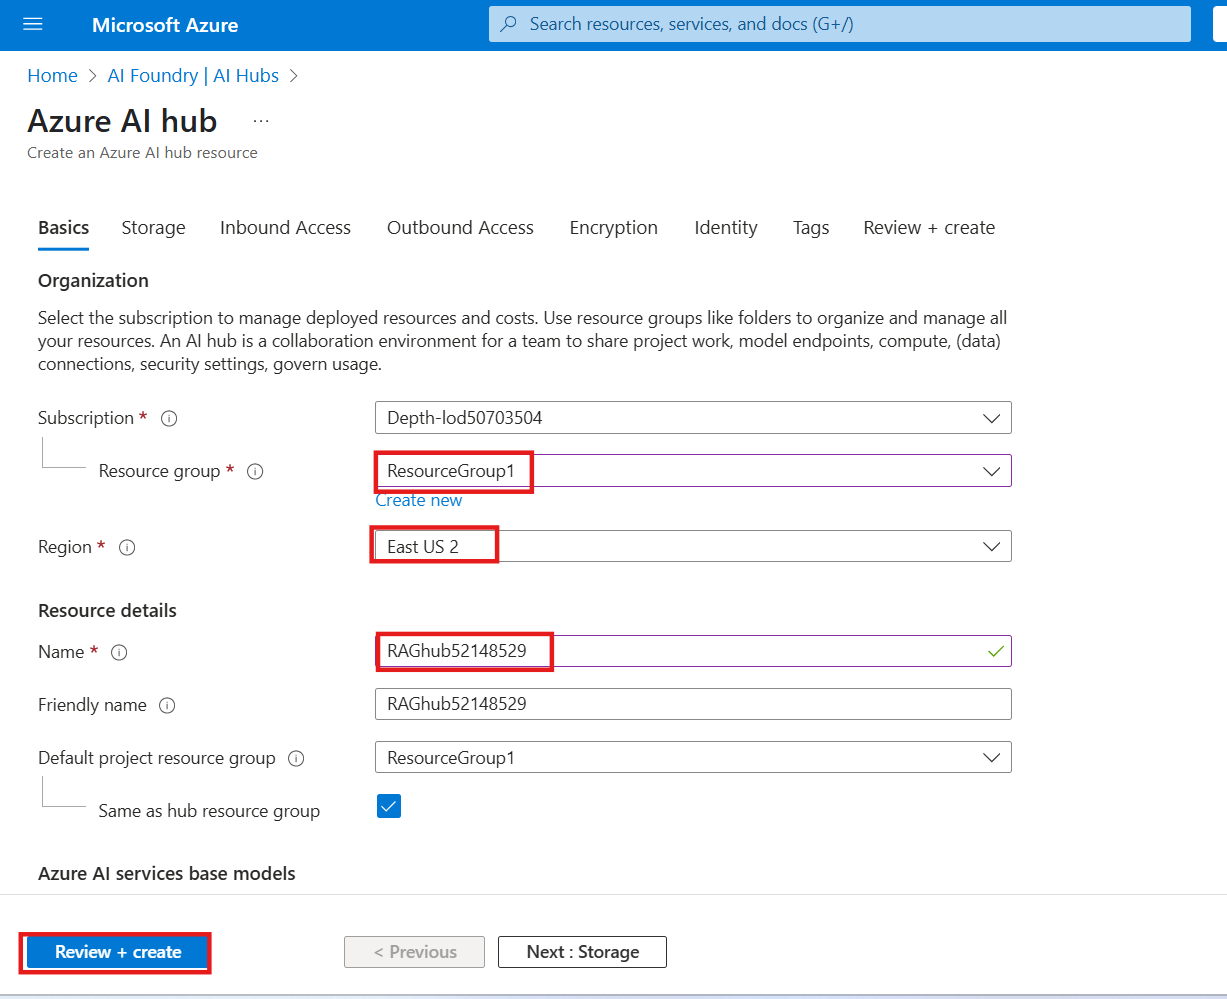 Microsoft Azure
Search resources, services, and docs (G+/)
Home > AI Foundry | AI Hubs >
Azure AI hub ...
Create an Azure AI hub resource
Basics Storage Inbound Access Outbound Access Encryption Identity Tags Review + create
Organization
Select the subscription to manage deployed resources and costs. Use resource groups like folders to organize and manage all
your resources. An AI hub is a collaboration environment for a team to share project work, model endpoints, compute, (data)
connections, security settings, govern usage.
Subscription * Depth-lod50703504
Resource group * ResourceGroup1
Create new
Region * East US 2
Resource details
Name * RAGhub52148529
Friendly name RAGhub52148529
Default project resource group ResourceGroup1
Same as hub resource group
Azure AI services base models
Review + create < Previous Next : Storage